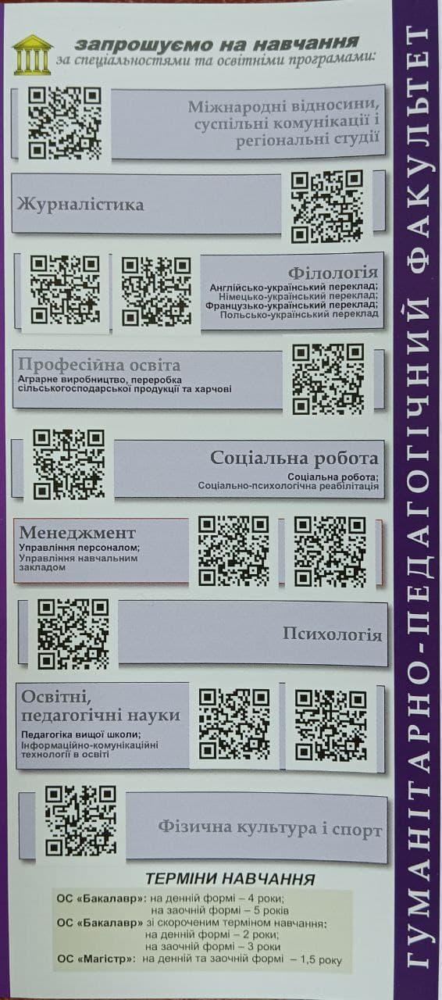 запрошуємо на навчання
за спеціальностями та освітніми програмами:
Міжнародні відносини,
суспільні комунікації і
регіональні студії
Журналістика
Філологія
Англійсько-український переклад;
Німецько-український переклад;
Французько-український переклад;
Польсько-український переклад
Професійна освіта
Аграрне виробництво, переробка
сільськогосподарської продукції та харчові
Соціальна робота
Соціальна робота;
Соціально-психологічна реабілітація
Менеджмент
Управління персоналом;
Управління навчальним
закладом
Психологія
Освітні,
педагогічні науки
Педагогіка вищої школи;
Інформаційно-комунікаційні
технології в освіті
Фізична культура і спорт
ТЕРМІНИ НАВЧАННЯ
ОС «Бакалавр»: на денній формі – 4 роки;
на заочній формі – 5 років
ОС «Бакалавр» зі скороченим терміном навчання:
на денній формі – 2 роки;
на заочній формі – 3 роки
ОС «Магістр»: на денній та заочній формі – 1,5 року
ГУМАНІТАРНО-ПЕДАГОГІЧНИЙ ФАКУЛЬТЕТ